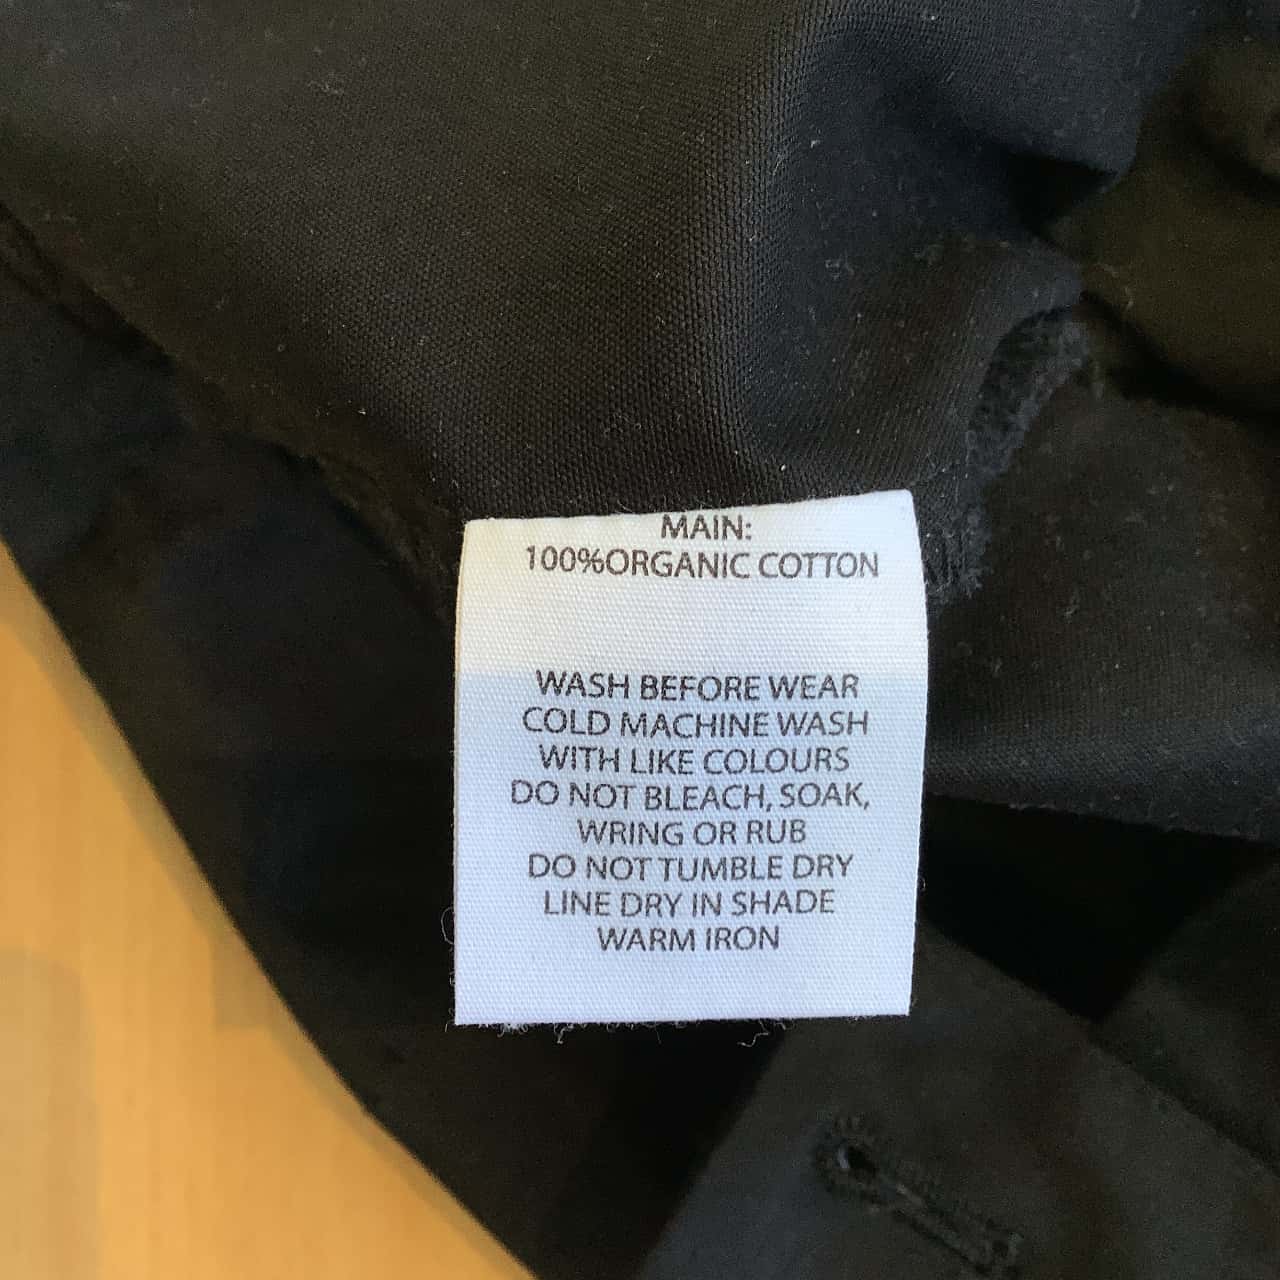 MAIN:
100%ORGANIC COTTON
WASH BEFORE WEAR
COLD MACHINE WASH
WITH LIKE COLOURS
DO NOT BLEACH, SOAK,
WRING OR RUB
DO NOT TUMBLE DRY
LINE DRY IN SHADE
WARM IRON